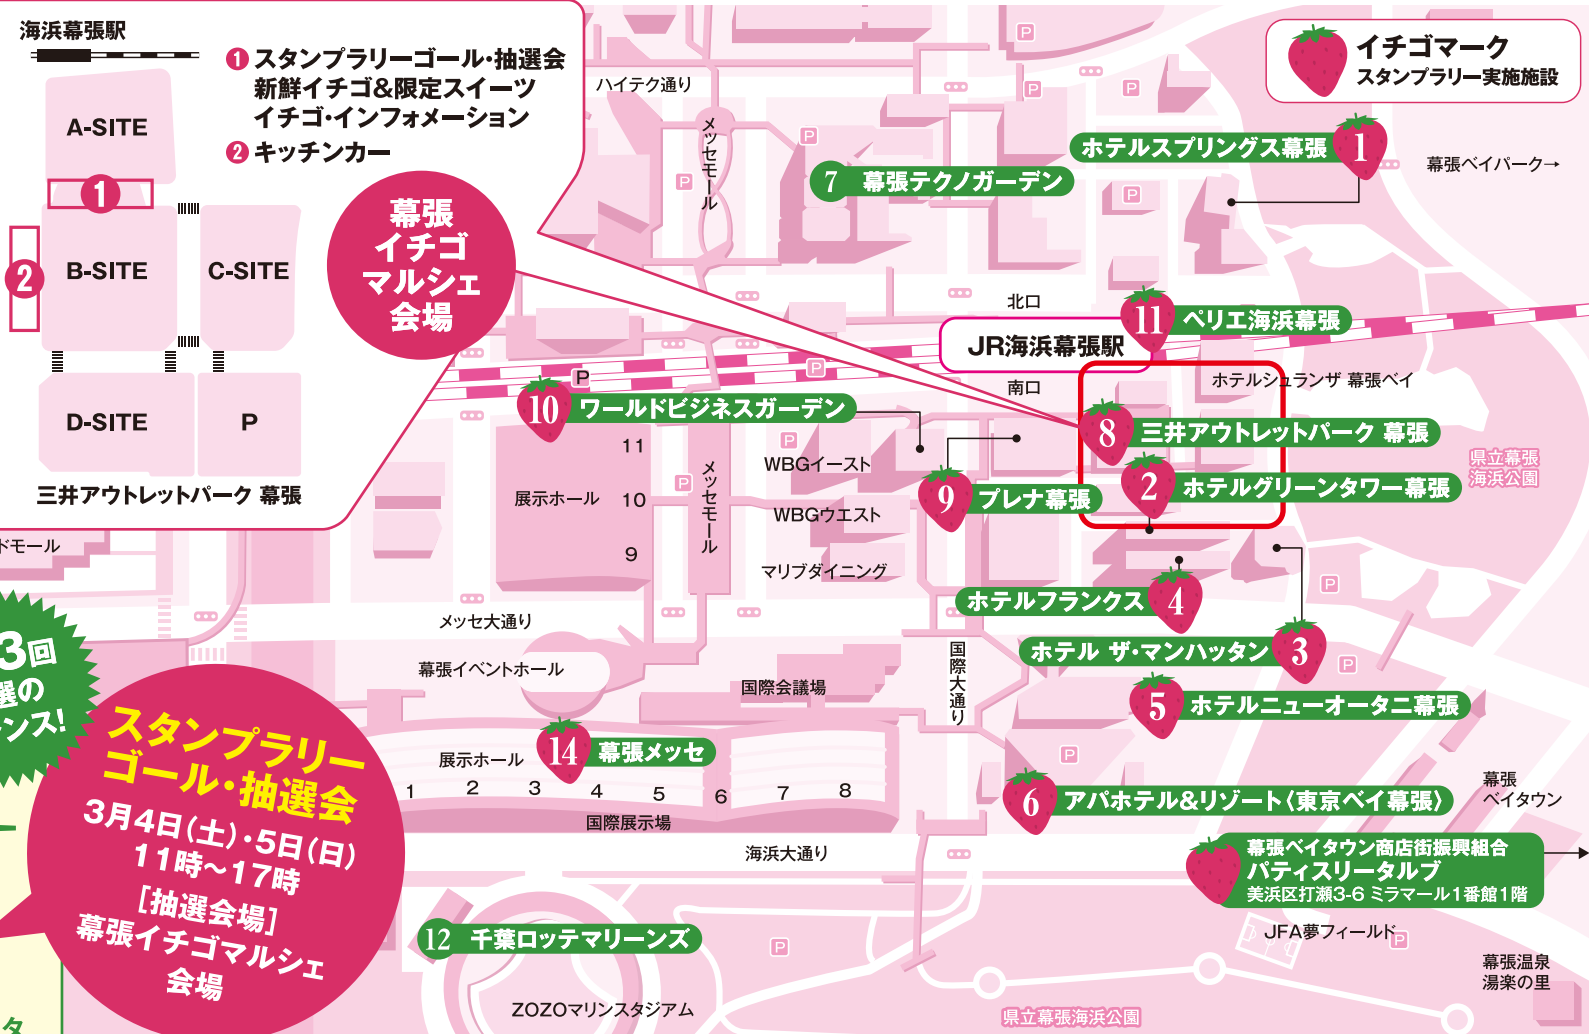 海浜幕張駅
A-SITE
1
B-SITE
2
C-SITE
D-SITE
P
三井アウトレットパーク 幕張
1 スタンプラリーゴール・抽選会
新鮮イチゴ&限定スイーツ
イチゴ・インフォメーション
2 キッチンカー
幕張
イチゴ
マルシェ
会場
イチゴマーク
スタンプラリー実施施設
ハイテク通り
メッセモール
P
P
P
P
P
P
7 幕張テクノガーデン
ホテルスプリングス幕張 1
幕張ベイパーク→
北口
11 ペリエ海浜幕張
JR海浜幕張駅
南口
ホテルシュランザ 幕張ベイ
P
P
10 ワールドビジネスガーデン
8 三井アウトレットパーク 幕張
2 ホテルグリーンタワー幕張
9 プレナ幕張
県立幕張
海浜公園
11
展示ホール
10
9
P
メッセモール
P
WBGイースト
WBGウエスト
マリブダイニング
ドモール
メッセ大通り
ホテルフランクス 4
P
ホテル ザ・マンハッタン 3
P
幕張イベントホール
国際会議場
国際大通り
5 ホテルニューオータニ幕張
展示ホール
14 幕張メッセ
1 2 3 4 5 6 7 8
国際展示場
P
6 アパホテル&リゾート〈東京ベイ幕張〉
幕張
ベイタウン
海浜大通り
幕張ベイタウン商店街振興組合
パティスリータルブ
美浜区打瀬3-6 ミラマール1番館1階
12 千葉ロッテマリーンズ
P
JFA夢フィールド
P
ZOZOマリンスタジアム
県立幕張海浜公園
幕張温泉
湯楽の里
3回
選の
ンス!
スタンプラリー
ゴール・抽選会
3月4日(土)・5日(日)
11時〜17時
[抽選会場]
幕張イチゴマルシェ
会場
タ